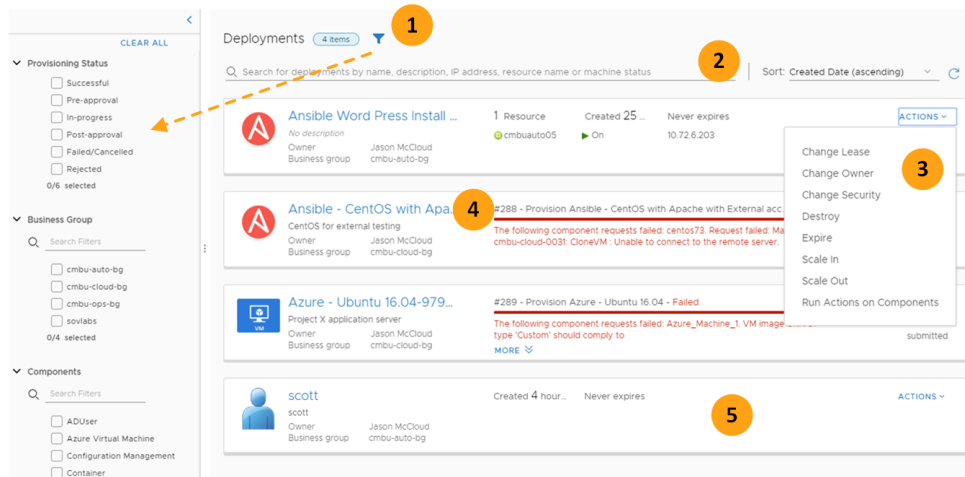 CLEAR ALL
Provisioning Status
Successful
Pre-approval
In-progress
Post-approval
Failed/Cancelled
Rejected
0/6 selected
Business Group
Search Filters
cmbu-auto-bg
cmbu-cloud-bg
cmbu-ops-bg
sovlabs
0/4 selected
Components
Search Filters
ADUser
Azure Virtual Machine
Configuration Management
Container
Deployments 4 items
1
Search for deployments by name, description, IP address, resource name or machine status
2
Sort: Created Date (ascending)
Ansible Word Press Install ...
No description
Owner Jason McCloud
Business group cmbu-auto-bg
1 Resource Created 25 ... Never expires
cmbuauto05 On 10.72.6.203
ACTIONS
Change Lease
Change Owner
Change Security
Destroy
Expire
Scale In
Scale Out
Run Actions on Components
3
Ansible - CentOS with Apa...
CentOS for external testing
Owner Jason McCloud
Business group cmbu-cloud-bg
4
#288 - Provision Ansible - CentOS with Apache with External acc...
The following component requests failed: centos73. Request failed: Ma
cmbu-cloud-0031: CloneVM : Unable to connect to the remote server.
VM
Azure - Ubuntu 16.04-979...
Project X application server
Owner Jason McCloud
Business group cmbu-cloud-bg
#289 - Provision Azure - Ubuntu 16.04 - Failed
The following component requests failed: Azure_Machine_1. VM image
type 'Custom' should comply to
submitted
MORE
scott
scott
Owner Jason McCloud
Business group cmbu-auto-bg
Created 4 hour... Never expires
ACTIONS
5